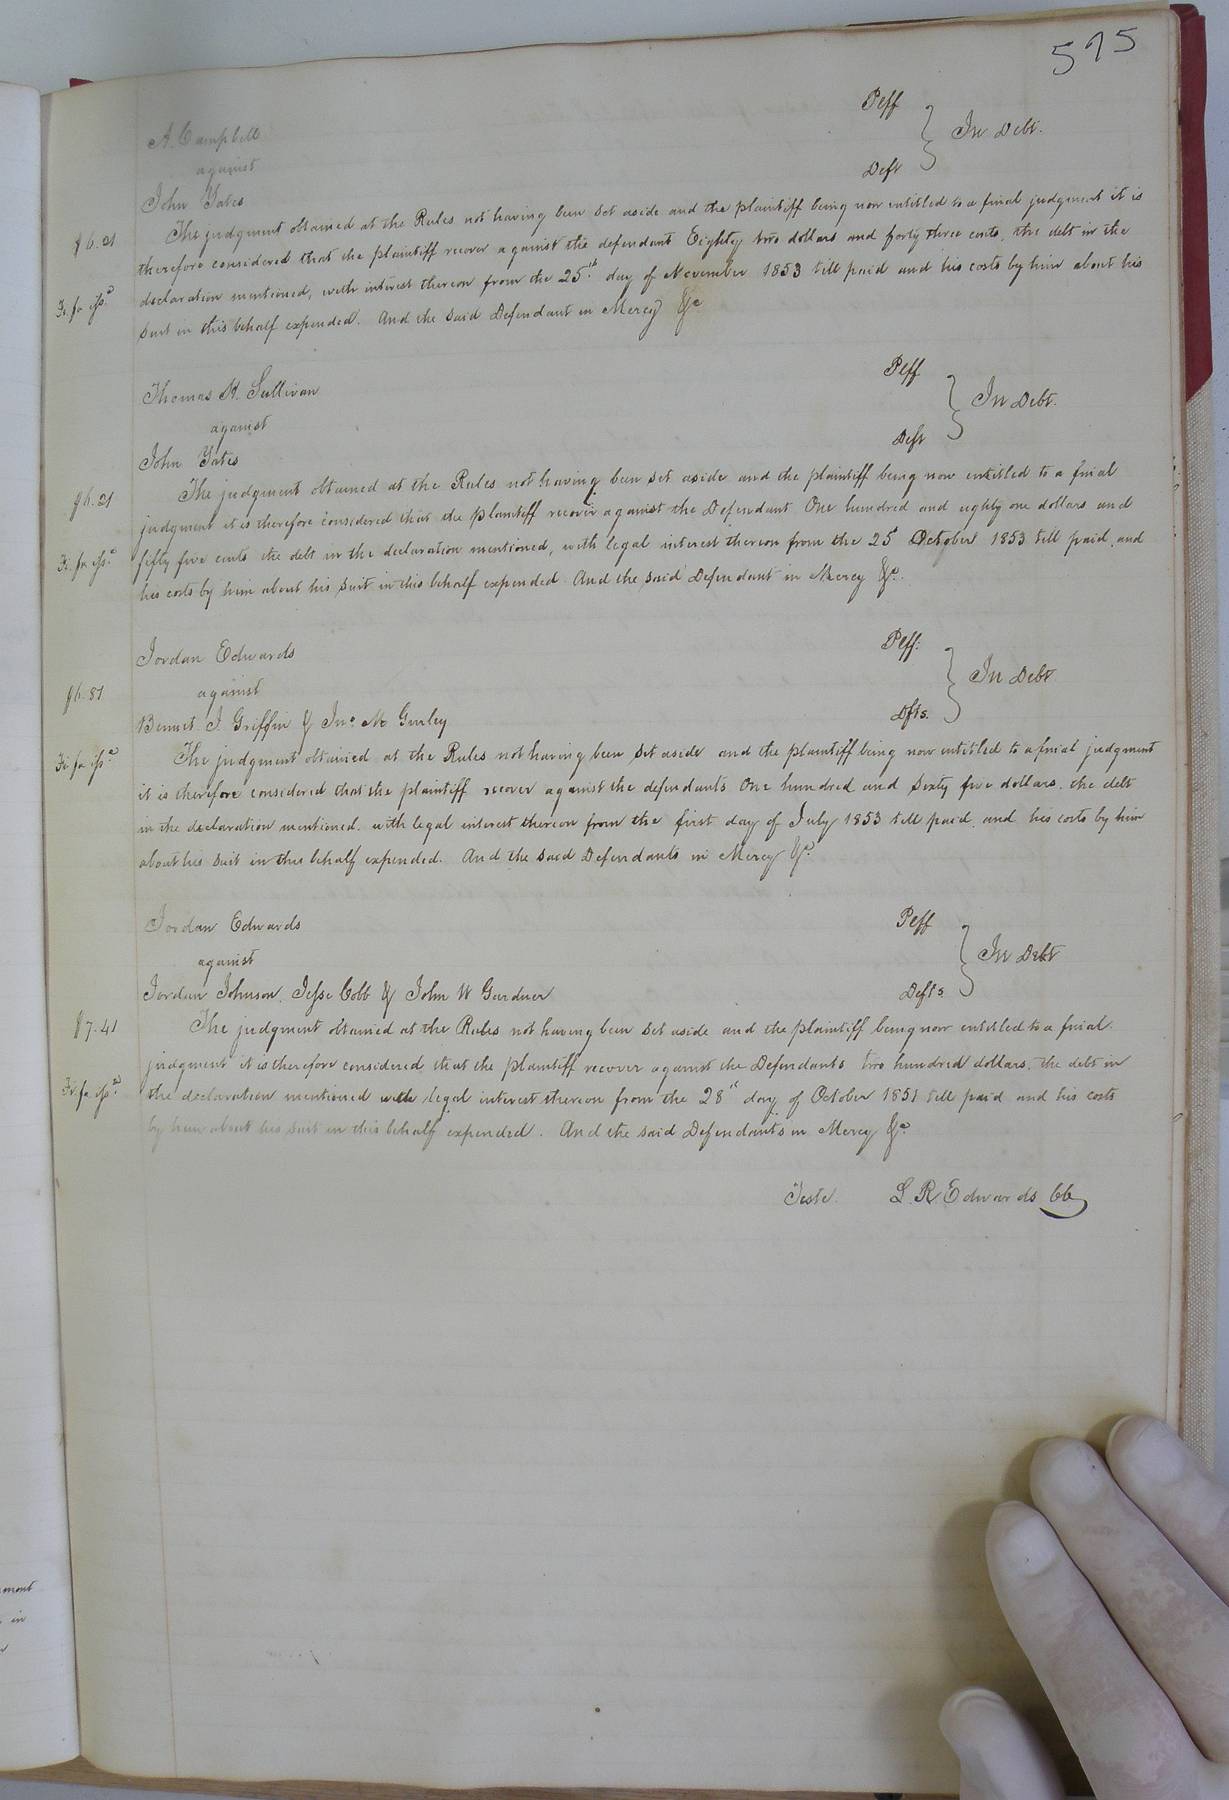 575
A. Campbell Plff
against } In Debt.
John Yates Deft
The judgment obtained at the Rules not having been set aside and the plaintiff being now entitled to a final judgment it is
$6.21
therefore considered that the plaintiff recover against the defendant Eighty two dollars and forty three cents, the debt in the
declaration mentioned, with interest thereon from the 25th day of November 1853 till paid and his costs by him about his
Fi. fa issd
suit in this behalf expended. And the said Defendant in Mercy &c
Thomas H. Sullivan Plff
against } In Debt.
John Yates Deft
The judgment obtained at the Rules not having been set aside and the plaintiff being now entitled to a final
$6.21
judgment it is therefore considered that the plantiff recover against the Defendant One hundred and eighty one dollars and
Fi. fa issd
fifty five cents the debt in the declaration mentioned, with legal interest thereon from the 25 October 1853 till paid, and
his costs by him about his suit in this behalf expended And the said Defendant in Mercy &c.
Jordan Edwards Plff:
against } In Debt
$6.87
Bennet J. Griffin & Jno M Gurley Dfts.
The judgment obtained at the Rules not having been set aside and the plaintiff being now entitled to a final judgment
Fi. fa issd
it is therefore considered that the plaintiff recover against the defendants One hundred and Sixty five dollars. the debt
in the declaration mentioned. with legal interest thereon from the first day of July 1853 till paid. and his costs by him
about his suit in this behalf expended. And the said Defendants in Mercy &c
Jordan Edwards Plff
against } In Debt
Jordan Johnson, Jesse Cobb & John W Gardner Defts
The judgment obtained at the Rules not having been set aside and the plaintiff being now entitled to a final
$7.41
judgment it is therefore considered that the plaintiff recover against the Defendants two hundred dollars, the debt in
the declaration mentioned with legal interest thereon from the 28th day of October 1851 till paid and his costs
Fi. fa issd
by him about his suit in this behalf expended. And the said Defendants in Mercy &c
Teste. L. R. Edwards CC